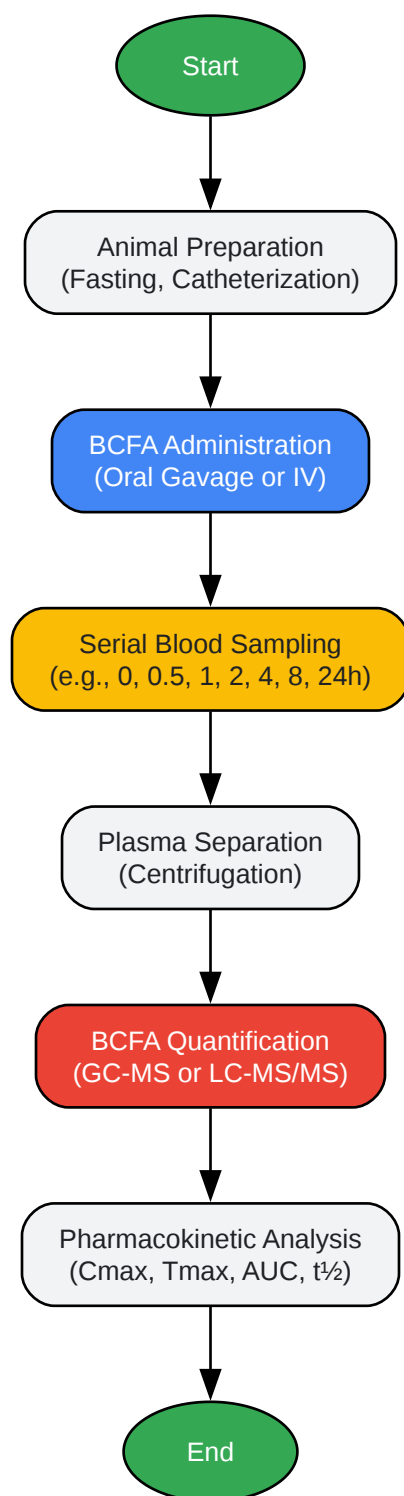 Start
Animal Preparation
(Fasting, Catheterization)
BCFA Administration
(Oral Gavage or IV)
Serial Blood Sampling
(e.g., 0, 0.5, 1, 2, 4, 8, 24h)
Plasma Separation
(Centrifugation)
BCFA Quantification
(GC-MS or LC-MS/MS)
Pharmacokinetic Analysis
(Cmax, Tmax, AUC, t½)
End